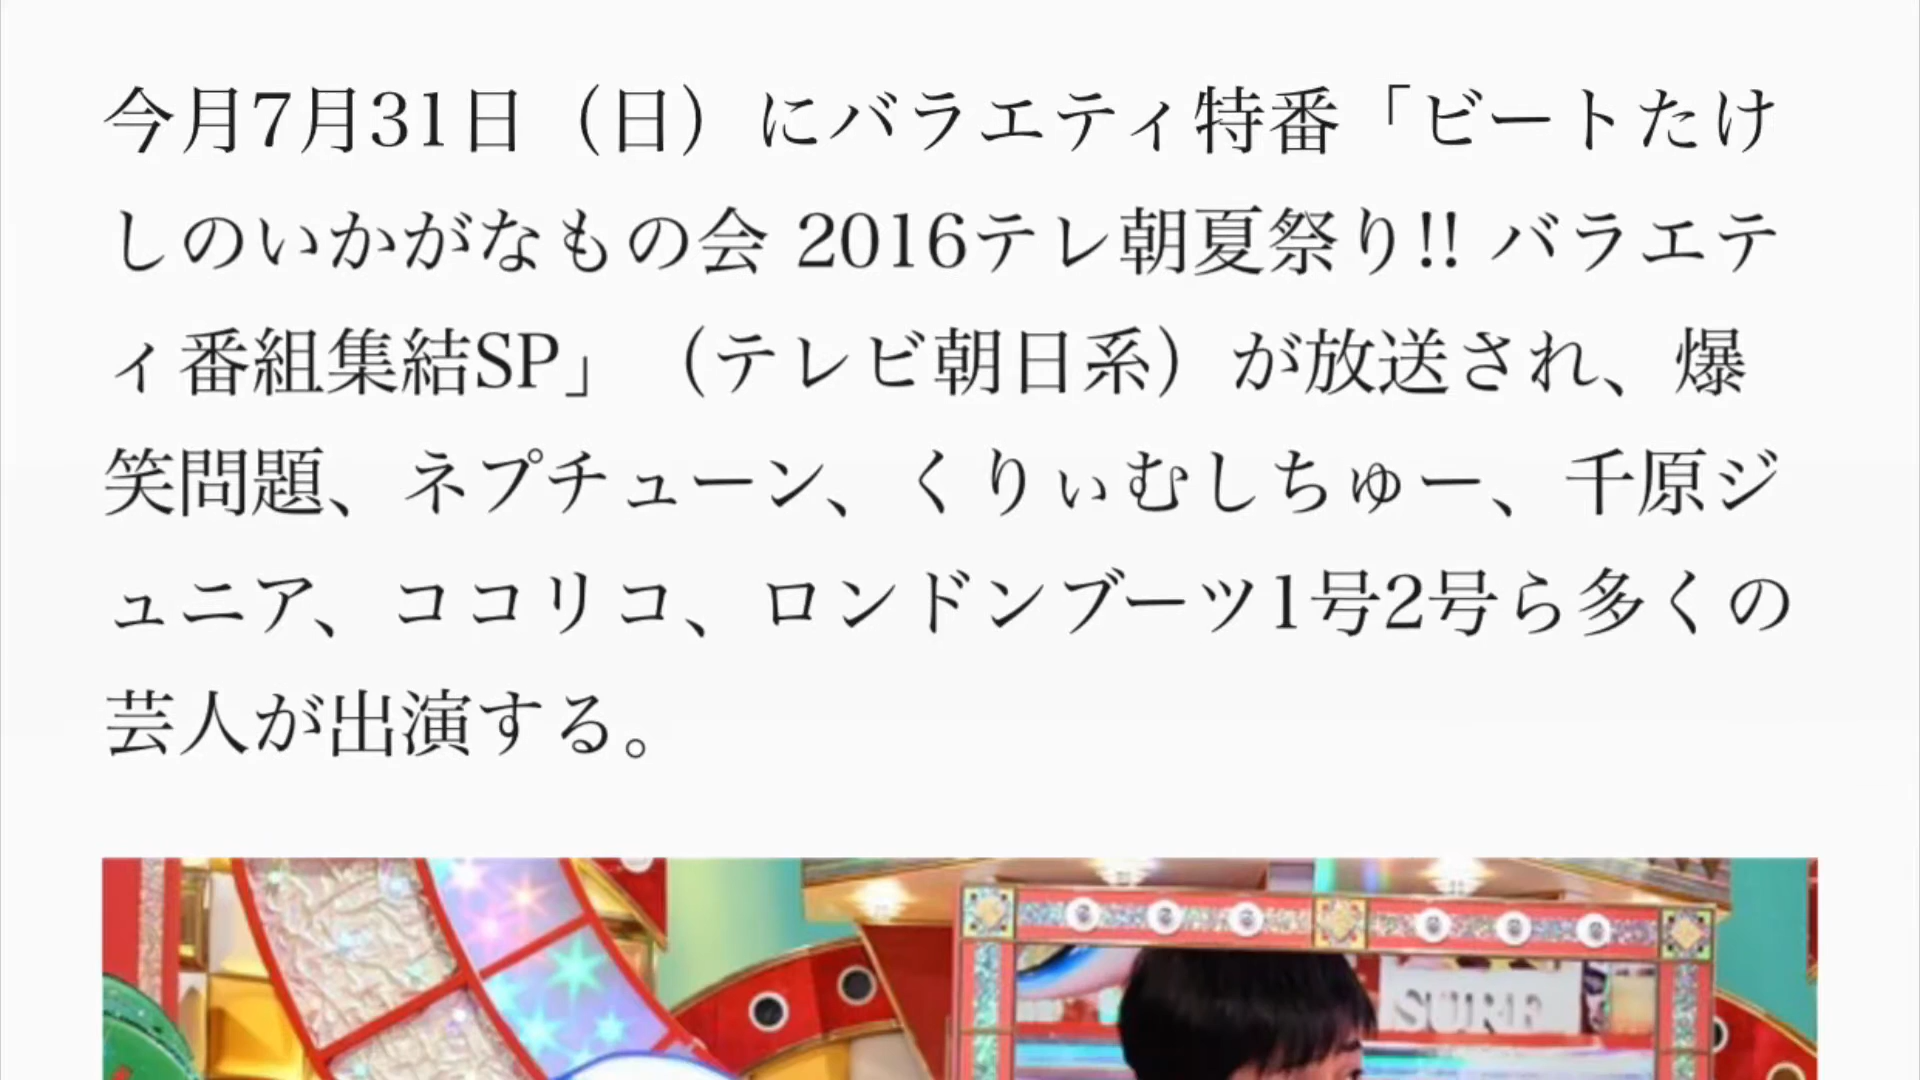 今月7月31日（日）にバラエティ特番「ビートたけ
しのいかがなもの会 2016テレ朝夏祭り!! バラエテ
ィ番組集結SP」（テレビ朝日系）が放送され、爆
笑問題、ネプチューン、くりぃむしちゅー、千原ジ
ュニア、ココリコ、ロンドンブーツ1号2号ら多くの
芸人が出演する。